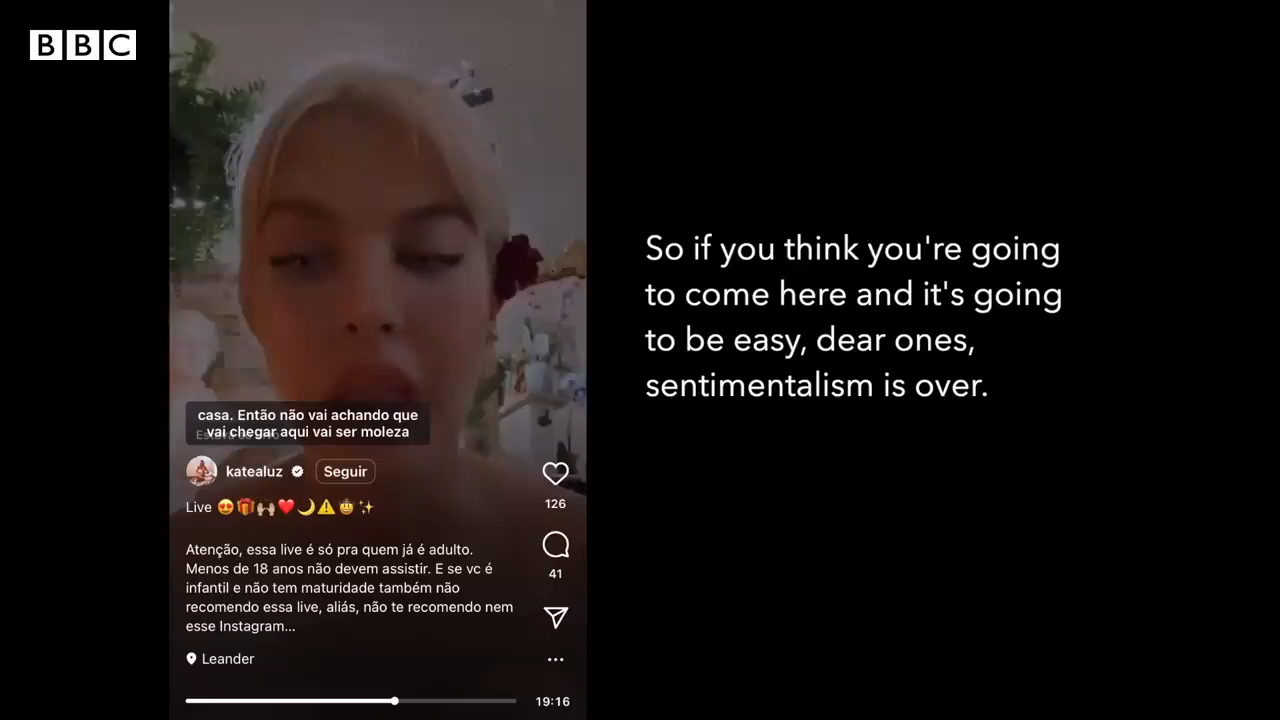 BBC
So if you think you're going
to come here and it's going
to be easy, dear ones,
sentimentalism is over.
casa. Então não vai achando que
vai chegar aqui vai ser moleza
katealuz
Seguir
Live 😍🎁🙌🏼❤️🌙⚠️🤠✨
126
Atenção, essa live é só pra quem já é adulto.
Menos de 18 anos não devem assistir. E se vc é
infantil e não tem maturidade também não
recomendo essa live, aliás, não te recomendo nem
esse Instagram...
41
Leander
19:16